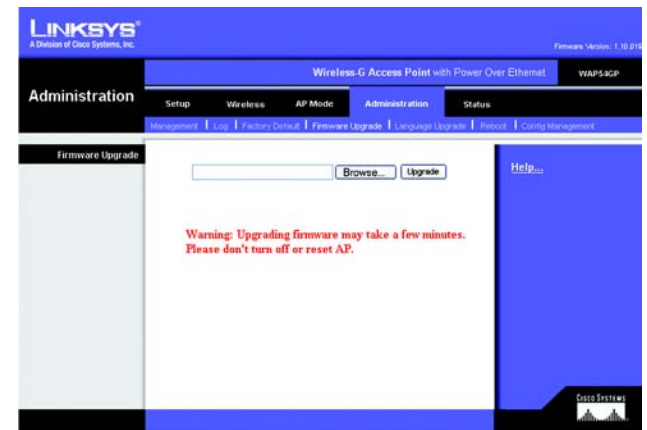 LINKSYS®
A Division of Cisco Systems, Inc.
Firmware Version: 1.10.019
Wireless-G Access Point with Power Over Ethernet WAP54GP
Administration
Setup Wireless AP Mode Administration Status
Management | Log | Factory Default | Firmware Upgrade | Language Upgrade | Reboot | Config Management
Firmware Upgrade
Browse... Upgrade
Help...
Warning: Upgrading firmware may take a few minutes.
Please don't turn off or reset AP.
CISCO SYSTEMS